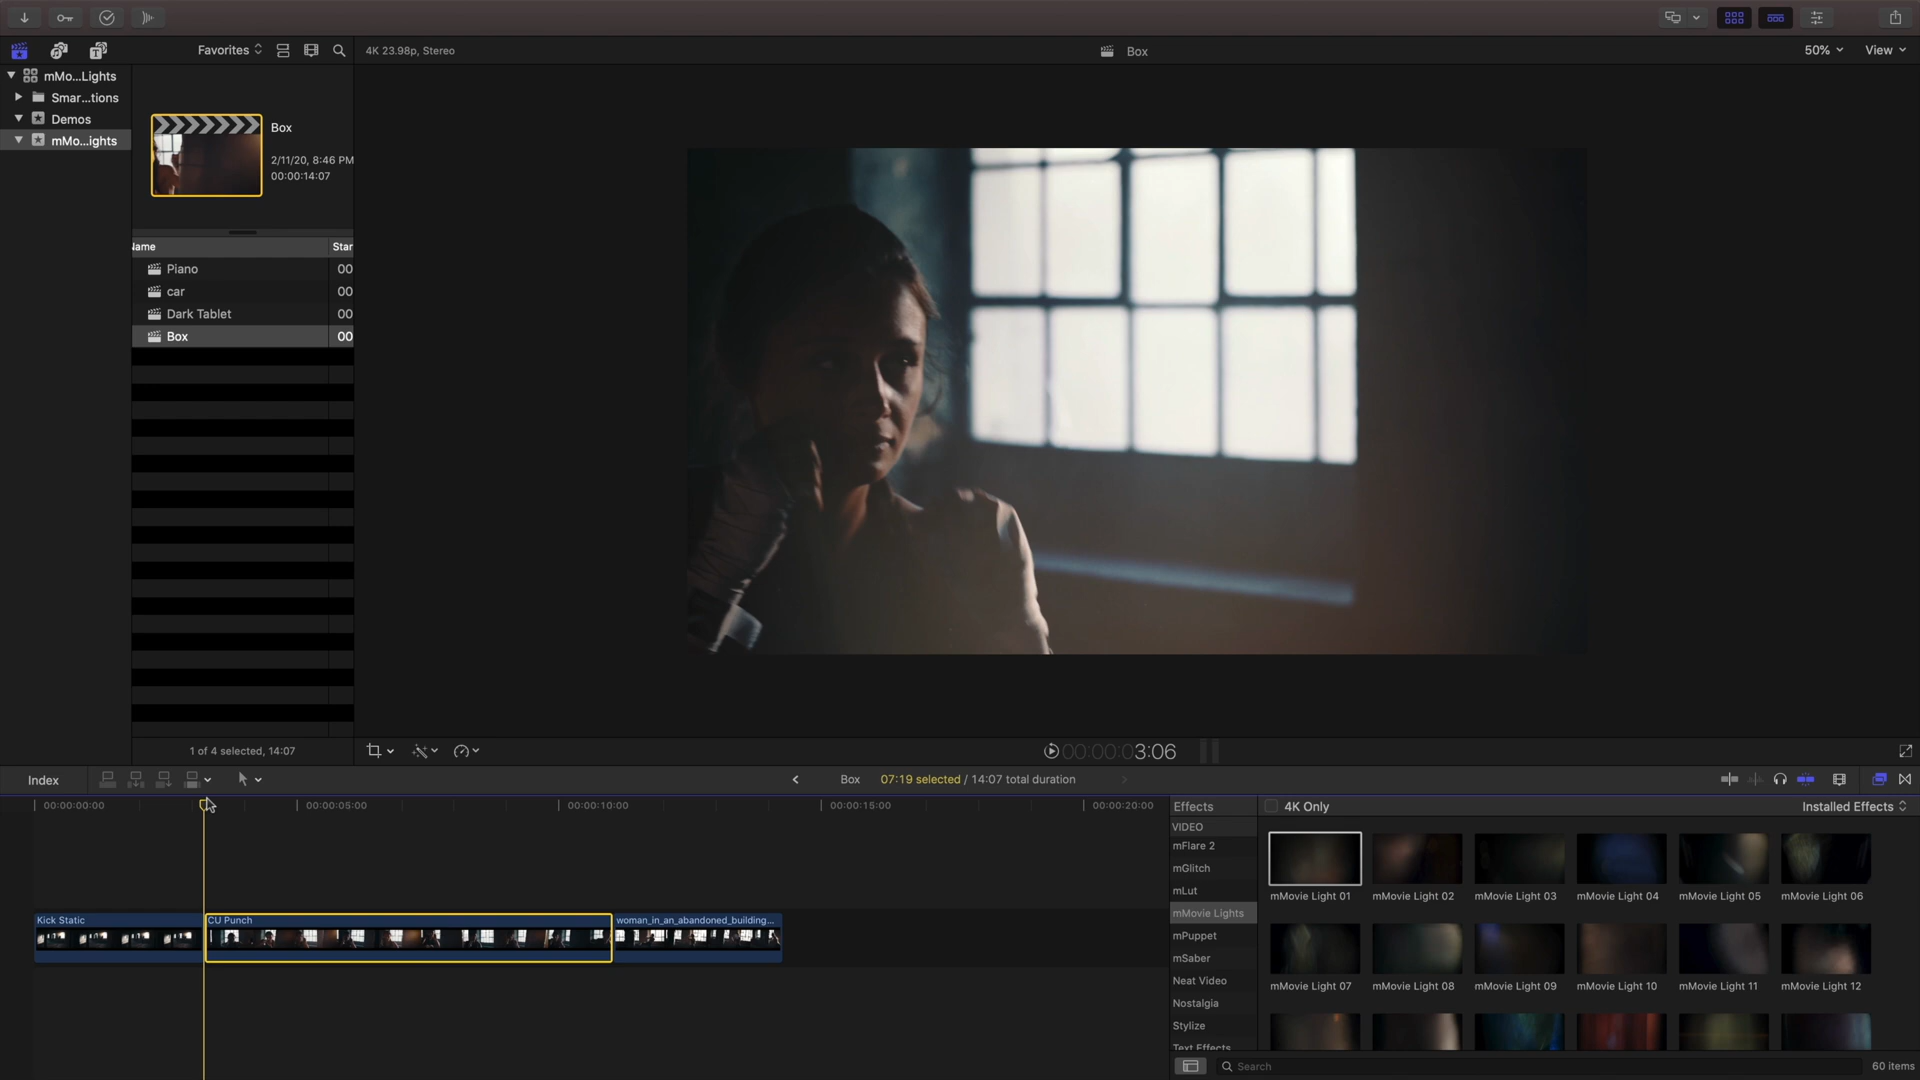 Favorites
4K 23.98p, Stereo
Box
50%
View
mMo...Lights
Smar...tions
Demos
mMo...ights
Box
2/11/20, 8:46 PM
00:00:14:07
Name
Star
Piano
00
car
00
Dark Tablet
00
Box
00
1 of 4 selected, 14:07
00:00:03:06
Index
Box
07:19 selected / 14:07 total duration
00:00:00:00
00:00:05:00
00:00:10:00
00:00:15:00
00:00:20:00
Kick Static
CU Punch
woman_in_an_abandoned_building...
Effects
4K Only
Installed Effects
VIDEO
mFlare 2
mGlitch
mLut
mMovie Lights
mPuppet
mSaber
Neat Video
Nostalgia
Stylize
Text Effects
mMovie Light 01
mMovie Light 02
mMovie Light 03
mMovie Light 04
mMovie Light 05
mMovie Light 06
mMovie Light 07
mMovie Light 08
mMovie Light 09
mMovie Light 10
mMovie Light 11
mMovie Light 12
Search
60 items